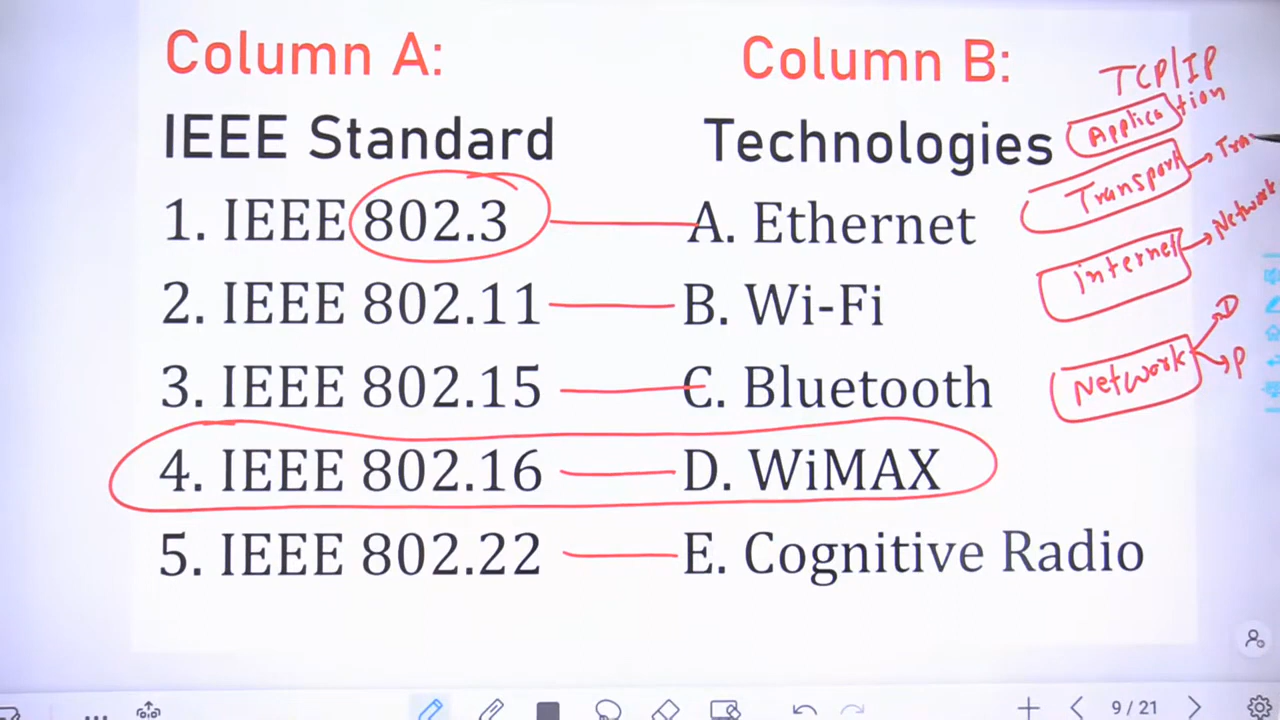 Column A:
Column B:
IEEE Standard
Technologies
1. IEEE 802.3
A. Ethernet
2. IEEE 802.11
B. Wi-Fi
3. IEEE 802.15
C. Bluetooth
4. IEEE 802.16
D. WiMAX
5. IEEE 802.22
E. Cognitive Radio
TCP/IP
Application
Transport
Tra
internet
Network
Network
D
P
9/21